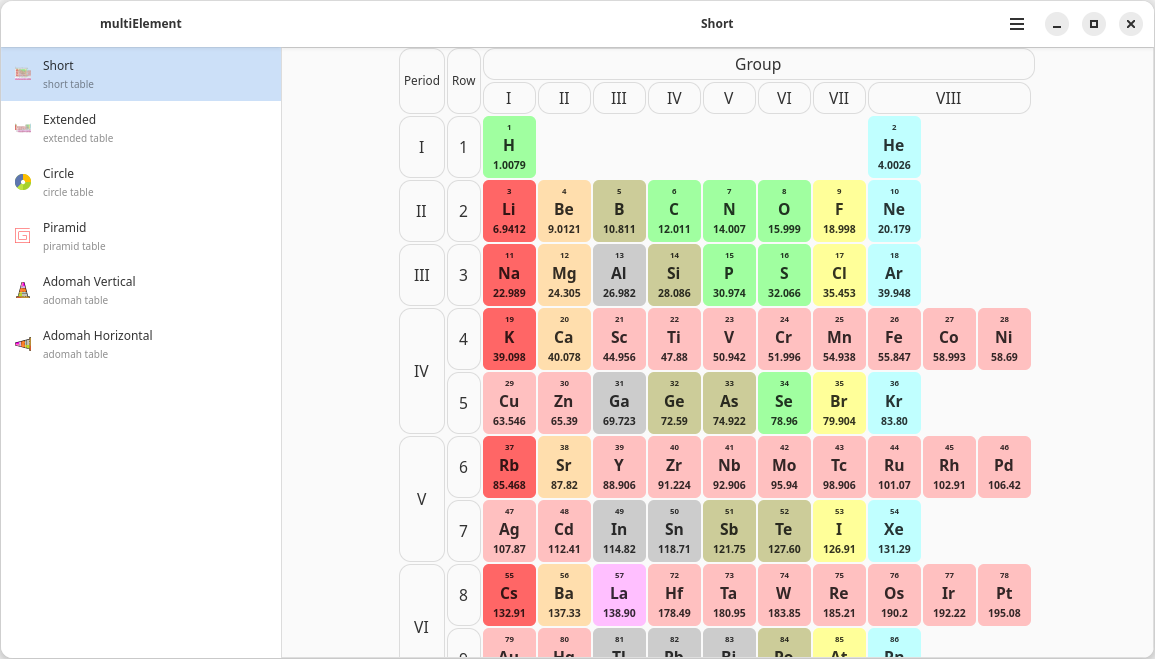 multiElement
Short
Short
short table
Extended
extended table
Circle
circle table
Piramid
piramid table
Adomah Vertical
adomah table
Adomah Horizontal
adomah table
Period Row Group
I II III IV V VI VII VIII
I 1
1 2
H He
1.0079 4.0026
II 2
3 4 5 6 7 8 9 10
Li Be B C N O F Ne
6.9412 9.0121 10.811 12.011 14.007 15.999 18.998 20.179
III 3
11 12 13 14 15 16 17 18
Na Mg Al Si P S Cl Ar
22.989 24.305 26.982 28.086 30.974 32.066 35.453 39.948
IV 4
19 20 21 22 23 24 25 26 27 28
K Ca Sc Ti V Cr Mn Fe Co Ni
39.098 40.078 44.956 47.88 50.942 51.996 54.938 55.847 58.993 58.69
5
29 30 31 32 33 34 35 36
Cu Zn Ga Ge As Se Br Kr
63.546 65.39 69.723 72.59 74.922 78.96 79.904 83.80
V 6
37 38 39 40 41 42 43 44 45 46
Rb Sr Y Zr Nb Mo Tc Ru Rh Pd
85.468 87.82 88.906 91.224 92.906 95.94 98.906 101.07 102.91 106.42
7
47 48 49 50 51 52 53 54
Ag Cd In Sn Sb Te I Xe
107.87 112.41 114.82 118.71 121.75 127.60 126.91 131.29
VI 8
55 56 57 72 73 74 75 76 77 78
Cs Ba La Hf Ta W Re Os Ir Pt
132.91 137.33 138.90 178.49 180.95 183.85 185.21 190.2 192.22 195.08
9
79 80 81 82 83 84 85 86
Au Hg Tl Pb Bi Po At Rn